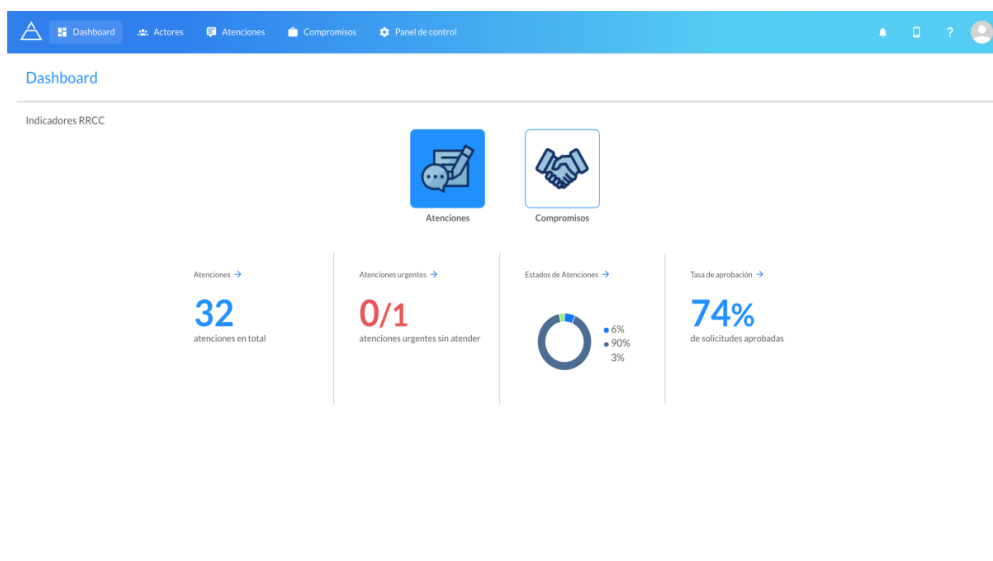 Dashboard
Actores
Atenciones
Compromisos
Panel de control
?
Dashboard
Indicadores RRCC
Atenciones
Compromisos
Atenciones →
32
atenciones en total
Atenciones urgentes →
0/1
atenciones urgentes sin atender
Estados de Atenciones →
6%
90%
3%
Tasa de aprobación →
74%
de solicitudes aprobadas